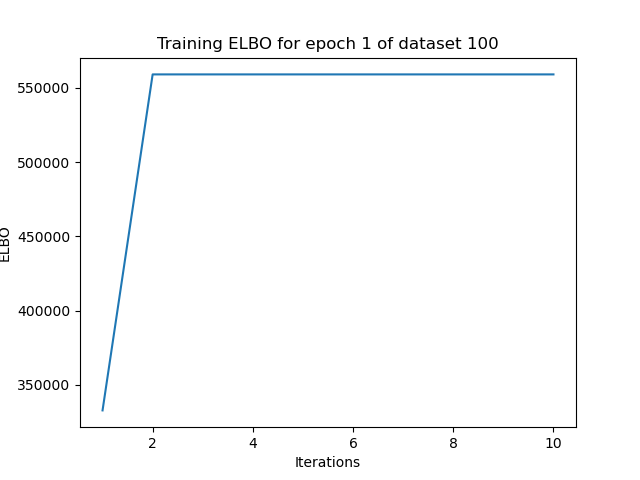 Training ELBO for epoch 1 of dataset 100
550000
500000
450000
400000
350000
ELBO
2 4 6 8 10
Iterations